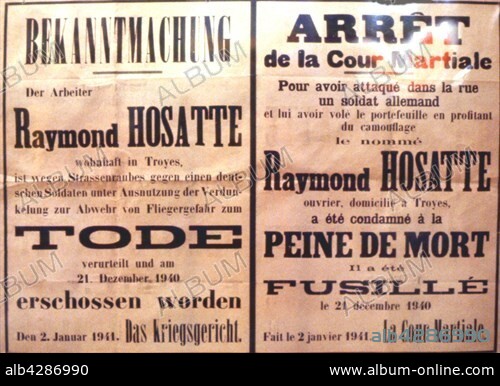 BEKANNTMACHUNG
Der Arbeiter
Raymond HOSATTE
wohnhaft in Troyes,
ist wegen Strassenraubes gegen einen deut-
schen Soldaten unter Ausnutzung der Verdun-
kelung zur Abwehr von Fliegergefahr zum
TODE
verurteilt und am
21. Dezember, 1940
erschossen worden
Den 2. Januar 1941. Das Kriegsgericht.
ARRÊT
de la Cour Martiale
Pour avoir attaqué dans la rue
un soldat allemand
et lui avoir volé le portefeuille en profitant
du camouflage
le nommé
Raymond HOSATTE
ouvrier, domicilié à Troyes,
a été condamné à la
PEINE DE MORT
Il a été
FUSILLÉ
le 21 décembre 1940
Fait le 2 janvier 1941. La Cour Martiale
alb4286990
alb4286990
www.album-online.com
ALBUM